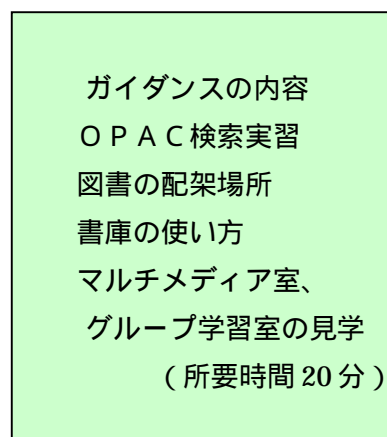 ガイダンスの内容
ＯＰＡＣ検索実習
図書の配架場所
書庫の使い方
マルチメディア室、
グループ学習室の見学
（所要時間 20 分）